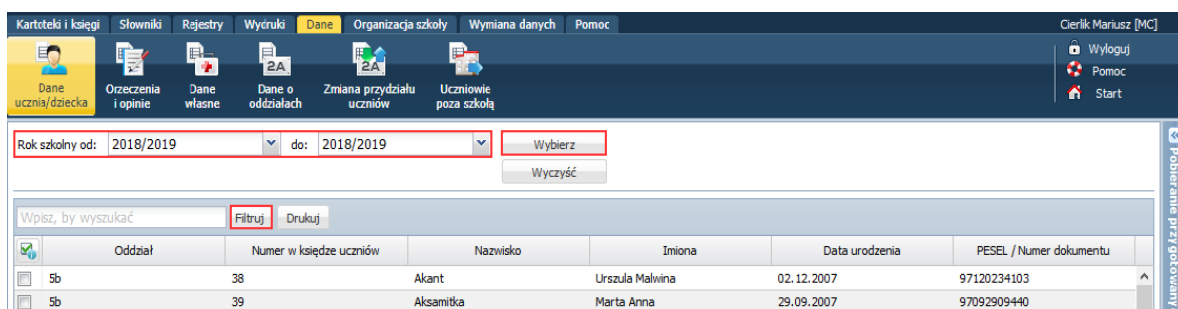 Kartoteki i księgi Słowniki Rejestry Wydruki Dane Organizacja szkoły Wymiana danych Pomoc Cierlik Mariusz [MC]
Dane ucznia/dziecka
Orzeczenia i opinie
Dane własne
Dane o oddziałach
Zmiana przydziału uczniów
Uczniowie poza szkołą
2A
2A
Wyloguj
Pomoc
Start
Rok szkolny od: 2018/2019 do: 2018/2019 Wybierz
Wyczyść
Wpisz, by wyszukać Filtruj Drukuj
Oddział Numer w księdze uczniów Nazwisko Imiona Data urodzenia PESEL / Numer dokumentu
5b 38 Akant Urszula Malwina 02.12.2007 97120234103
5b 39 Aksamitka Marta Anna 29.09.2007 97092909440
Pobieranie przygotowany